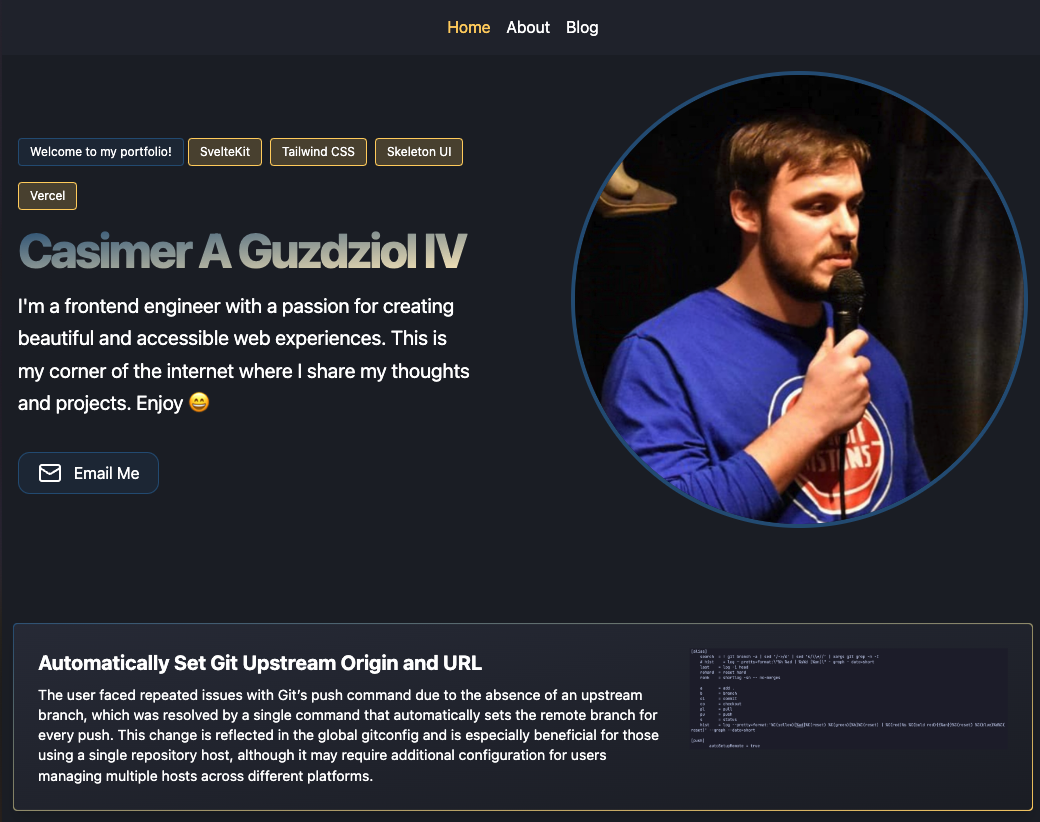 Home About Blog
Welcome to my portfolio! SvelteKit Tailwind CSS Skeleton UI
Vercel
Casimer A Guzdziol IV
I'm a frontend engineer with a passion for creating
beautiful and accessible web experiences. This is
my corner of the internet where I share my thoughts
and projects. Enjoy 😄
Email Me
Automatically Set Git Upstream Origin and URL
The user faced repeated issues with Git’s push command due to the absence of an upstream
branch, which was resolved by a single command that automatically sets the remote branch for
every push. This change is reflected in the global gitconfig and is especially beneficial for those
using a single repository host, although it may require additional configuration for users
managing multiple hosts across different platforms.
[alias]
[push]
autoSetupRemote = true